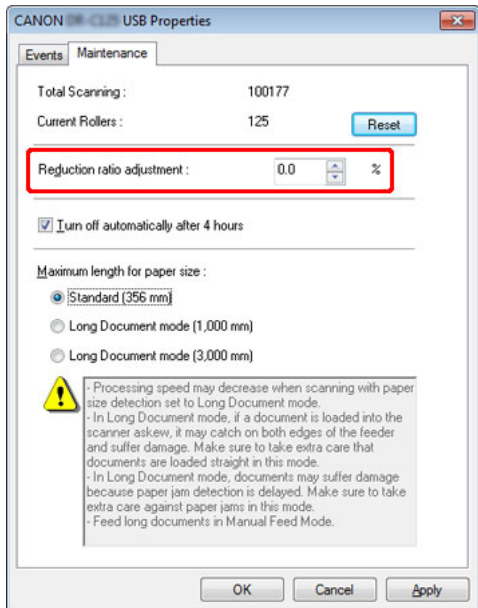 CANON USB Properties
Events Maintenance
Total Scanning : 100177
Current Rollers : 125 Reset
Reduction ratio adjustment : 0.0 %
Turn off automatically after 4 hours
Maximum length for paper size :
Standard (356 mm)
Long Document mode (1,000 mm)
Long Document mode (3,000 mm)
- Processing speed may decrease when scanning with paper
size detection set to Long Document mode.
- In Long Document mode, if a document is loaded into the
scanner askew, it may catch on both edges of the feeder
and suffer damage. Make sure to take extra care that
documents are loaded straight in this mode.
- In Long Document mode, documents may suffer damage
because paper jam detection is delayed. Make sure to take
extra care against paper jams in this mode.
- Feed long documents in Manual Feed Mode.
OK Cancel Apply